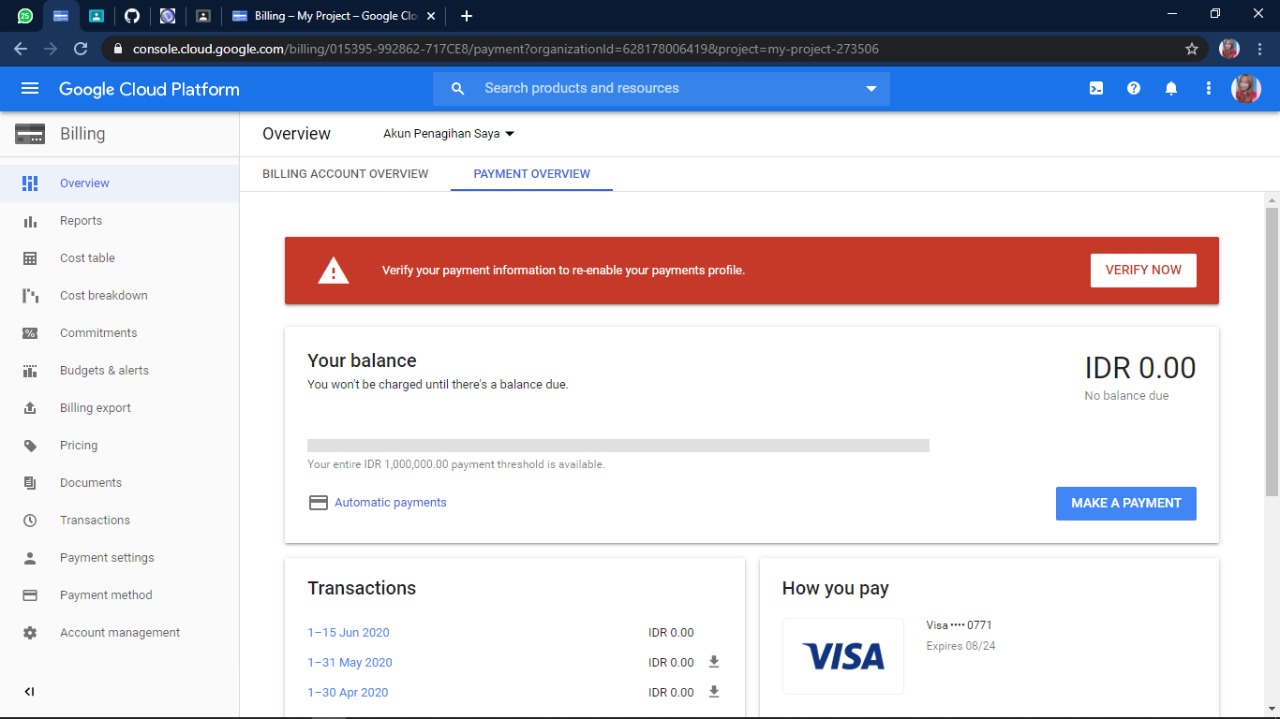 25
Billing – My Project – Google Clo
console.cloud.google.com/billing/015395-992862-717CE8/payment?organizationId=628178006419&project=my-project-273506
Google Cloud Platform
Search products and resources
Billing
Overview
Akun Penagihan Saya
BILLING ACCOUNT OVERVIEW
PAYMENT OVERVIEW
Overview
Reports
Cost table
Cost breakdown
Commitments
Budgets & alerts
Billing export
Pricing
Documents
Transactions
Payment settings
Payment method
Account management
Verify your payment information to re-enable your payments profile.
VERIFY NOW
Your balance
IDR 0.00
You won't be charged until there's a balance due.
No balance due
Your entire IDR 1,000,000.00 payment threshold is available.
Automatic payments
MAKE A PAYMENT
Transactions
1–15 Jun 2020 IDR 0.00
1–31 May 2020 IDR 0.00
1–30 Apr 2020 IDR 0.00
How you pay
VISA
Visa •••• 0771
Expires 08/24